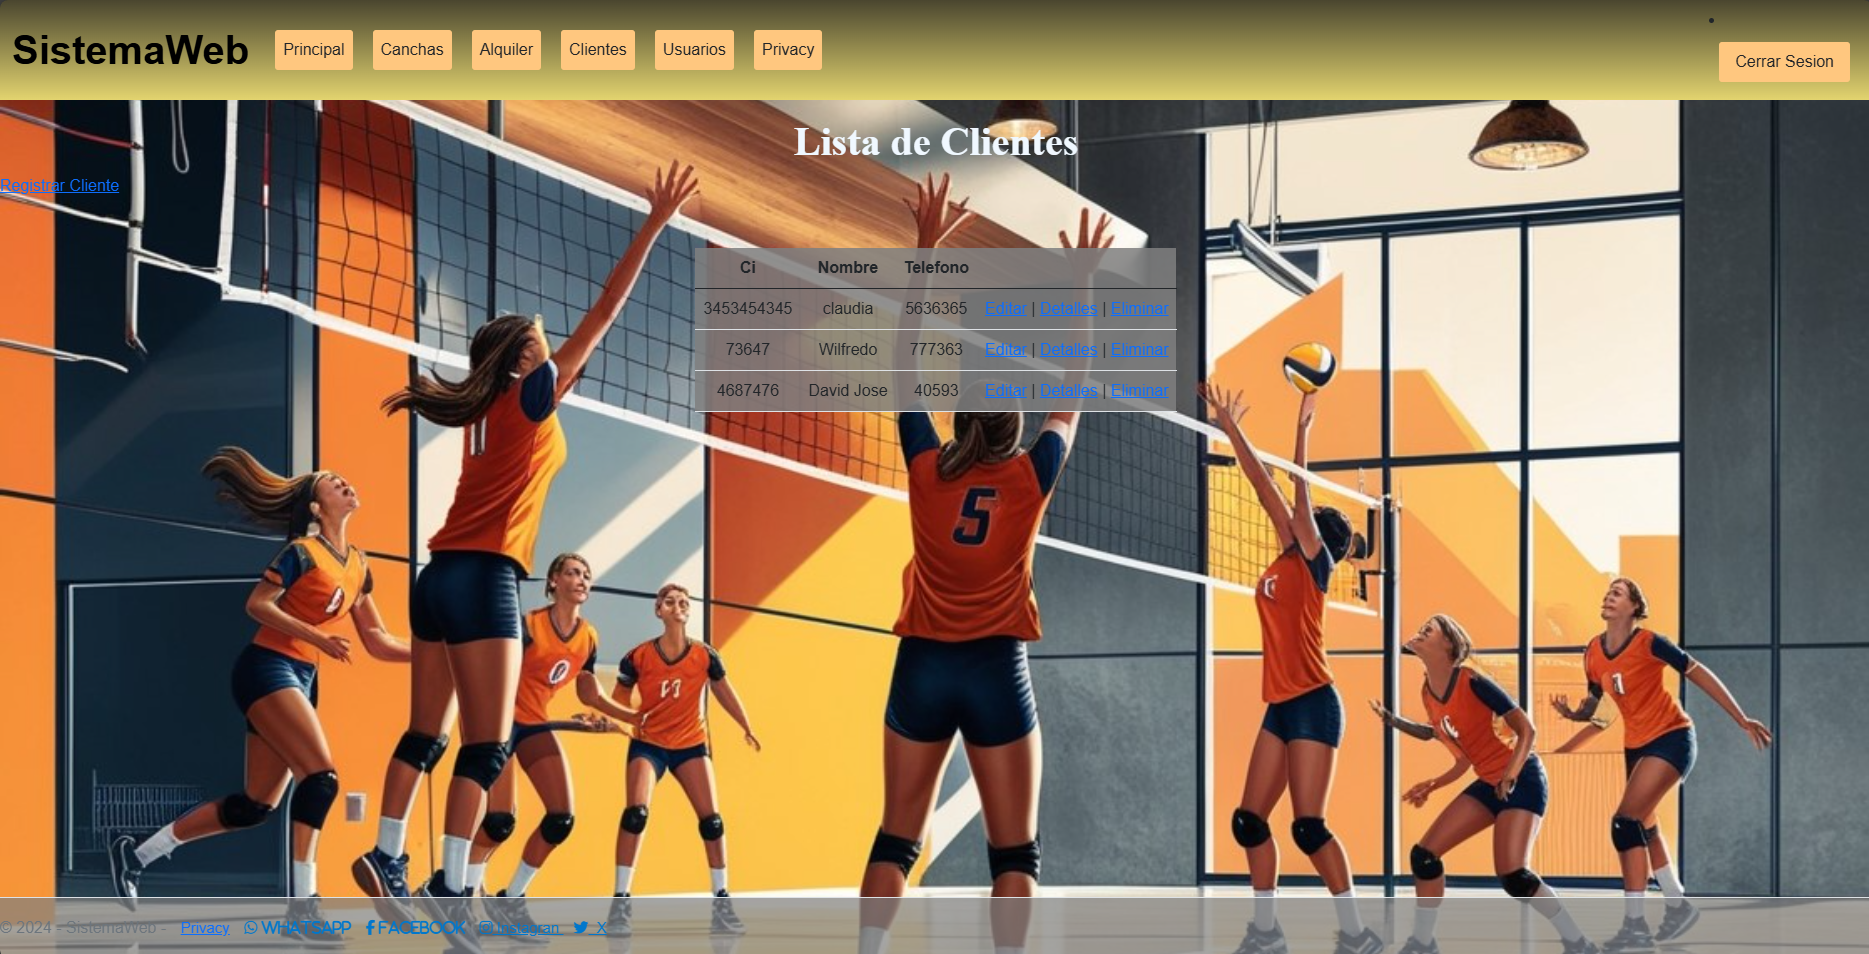 SistemaWeb Principal Canchas Alquiler Clientes Usuarios Privacy
Cerrar Sesion
Lista de Clientes
Registrar Cliente
Ci Nombre Telefono
3453454345 claudia 5636365 Editar | Detalles | Eliminar
73647 Wilfredo 777363 Editar | Detalles | Eliminar
4687476 David Jose 40593 Editar | Detalles | Eliminar
5
© 2024 - SistemaWeb - Privacy WHATSAPP FACEBOOK Instagran X